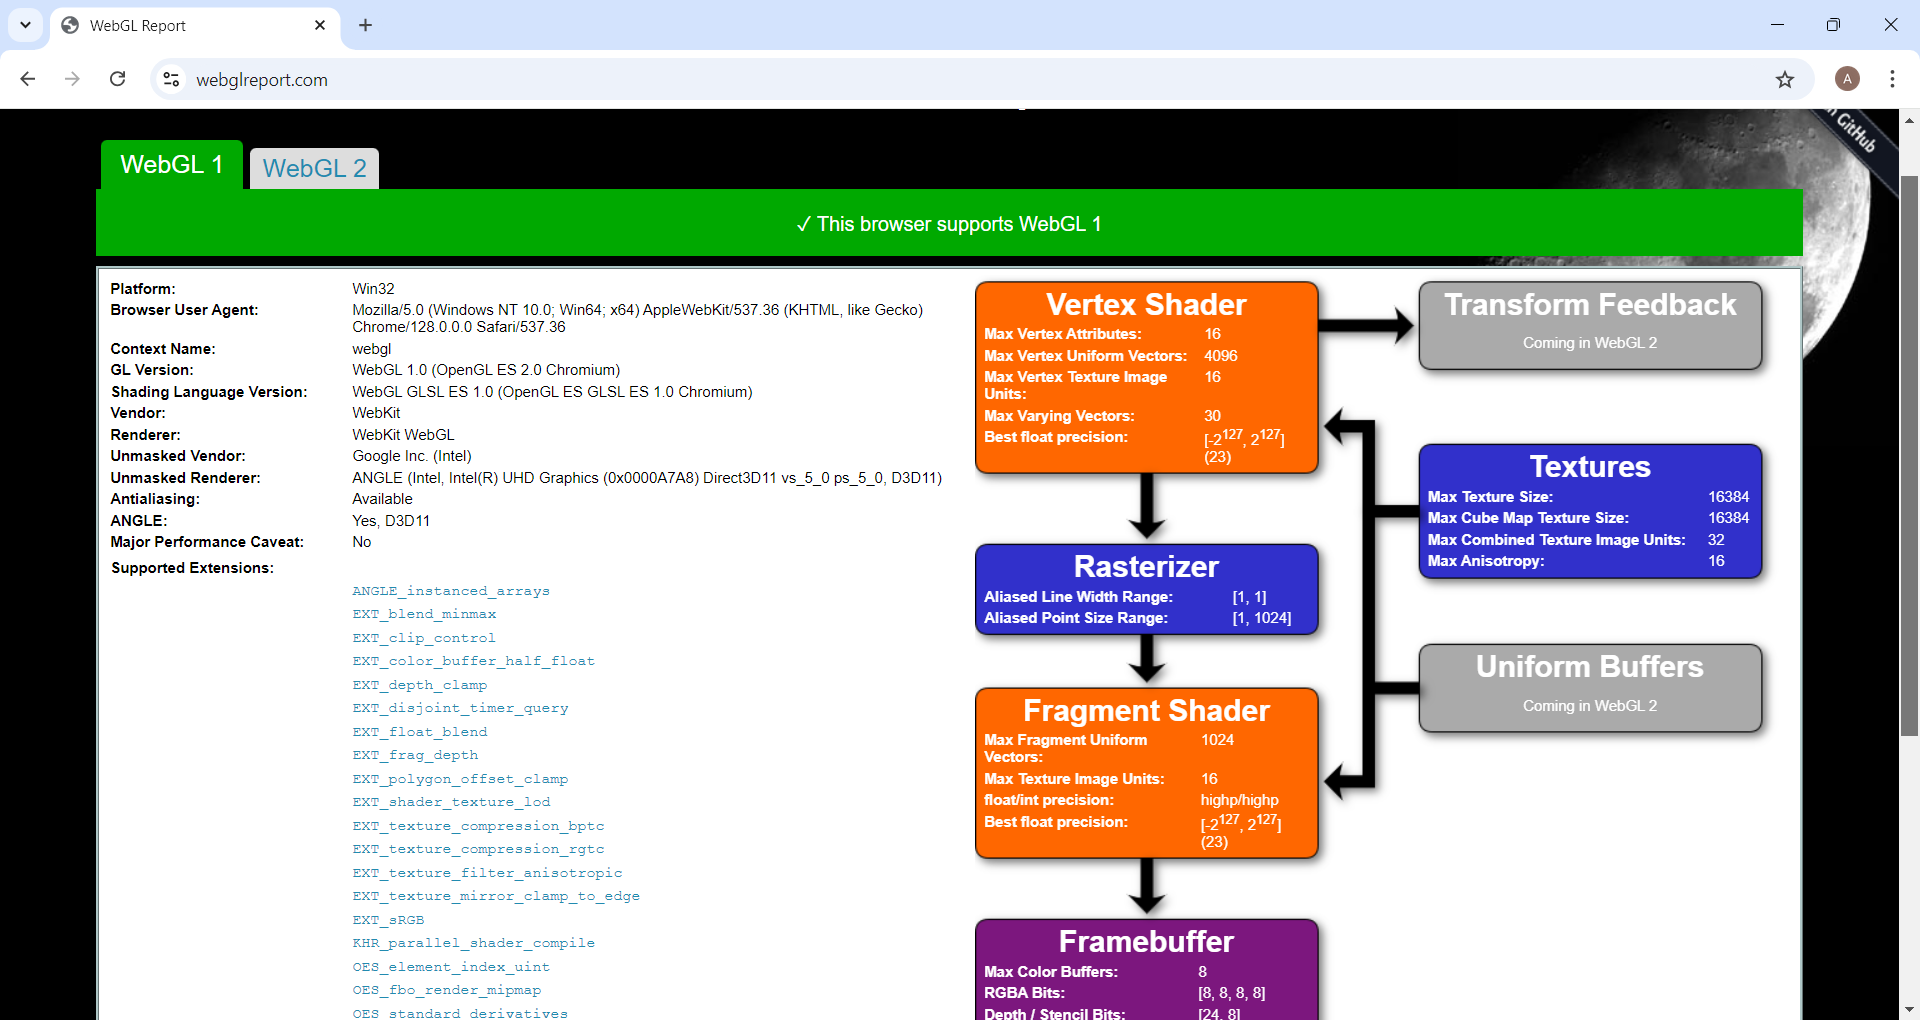 WebGL Report
webglreport.com
A
n GitHub
WebGL 1
WebGL 2
✓ This browser supports WebGL 1
Platform: Win32
Browser User Agent: Mozilla/5.0 (Windows NT 10.0; Win64; x64) AppleWebKit/537.36 (KHTML, like Gecko)
Chrome/128.0.0.0 Safari/537.36
Context Name: webgl
GL Version: WebGL 1.0 (OpenGL ES 2.0 Chromium)
Shading Language Version: WebGL GLSL ES 1.0 (OpenGL ES GLSL ES 1.0 Chromium)
Vendor: WebKit
Renderer: WebKit WebGL
Unmasked Vendor: Google Inc. (Intel)
Unmasked Renderer: ANGLE (Intel, Intel(R) UHD Graphics (0x0000A7A8) Direct3D11 vs_5_0 ps_5_0, D3D11)
Antialiasing: Available
ANGLE: Yes, D3D11
Major Performance Caveat: No
Supported Extensions:
ANGLE_instanced_arrays
EXT_blend_minmax
EXT_clip_control
EXT_color_buffer_half_float
EXT_depth_clamp
EXT_disjoint_timer_query
EXT_float_blend
EXT_frag_depth
EXT_polygon_offset_clamp
EXT_shader_texture_lod
EXT_texture_compression_bptc
EXT_texture_compression_rgtc
EXT_texture_filter_anisotropic
EXT_texture_mirror_clamp_to_edge
EXT_sRGB
KHR_parallel_shader_compile
OES_element_index_uint
OES_fbo_render_mipmap
OES_standard_derivatives
Vertex Shader
Max Vertex Attributes: 16
Max Vertex Uniform Vectors: 4096
Max Vertex Texture Image 16
Units:
Max Varying Vectors: 30
Best float precision: [-2^127, 2^127]
(23)
Transform Feedback
Coming in WebGL 2
Textures
Max Texture Size: 16384
Max Cube Map Texture Size: 16384
Max Combined Texture Image Units: 32
Max Anisotropy: 16
Rasterizer
Aliased Line Width Range: [1, 1]
Aliased Point Size Range: [1, 1024]
Uniform Buffers
Coming in WebGL 2
Fragment Shader
Max Fragment Uniform 1024
Vectors:
Max Texture Image Units: 16
float/int precision: highp/highp
Best float precision: [-2^127, 2^127]
(23)
Framebuffer
Max Color Buffers: 8
RGBA Bits: [8, 8, 8, 8]
Depth / Stencil Bits: [24, 8]